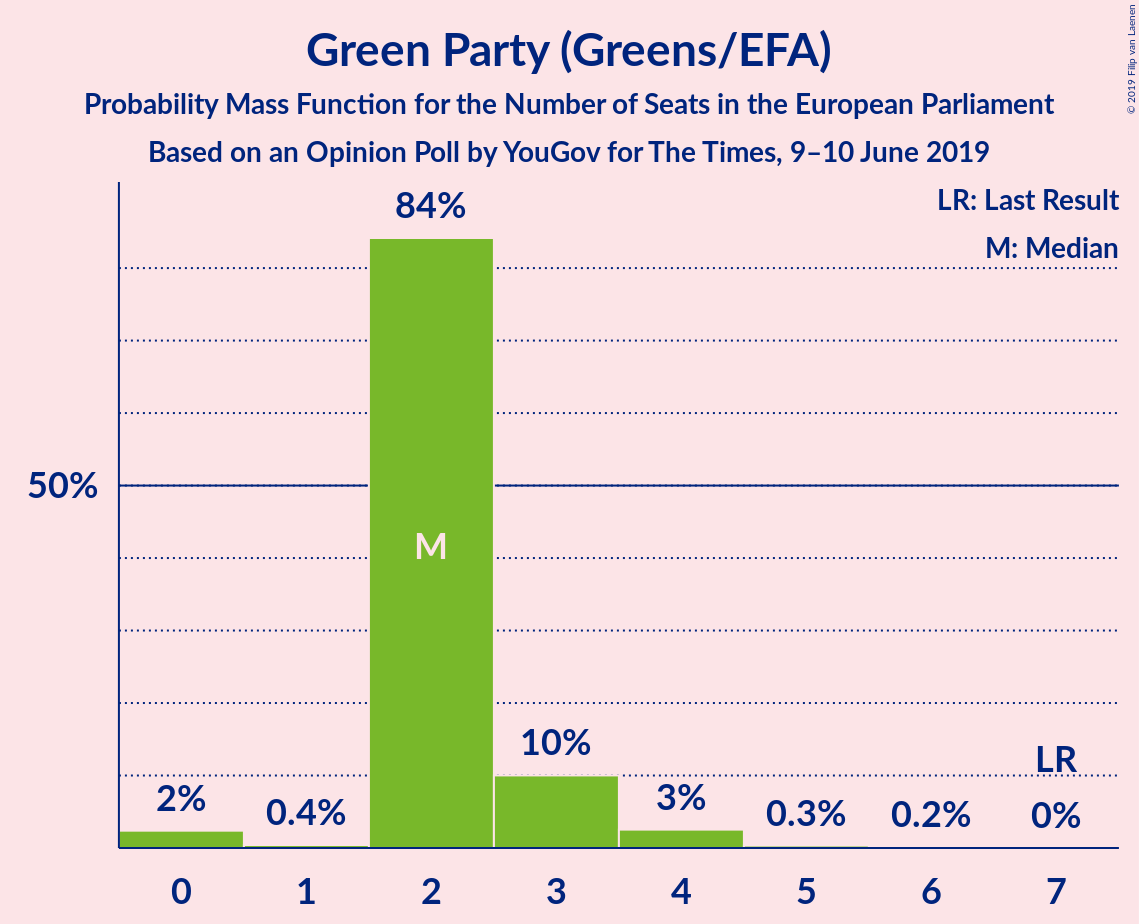 Green Party (Greens/EFA)
Probability Mass Function for the Number of Seats in the European Parliament
Based on an Opinion Poll by YouGov for The Times, 9–10 June 2019
© 2019 Filip van Laenen
LR: Last Result
M: Median
84%
50%
M
10%
LR
2%
0.4%
3%
0.3%
0.2%
0%
0 1 2 3 4 5 6 7